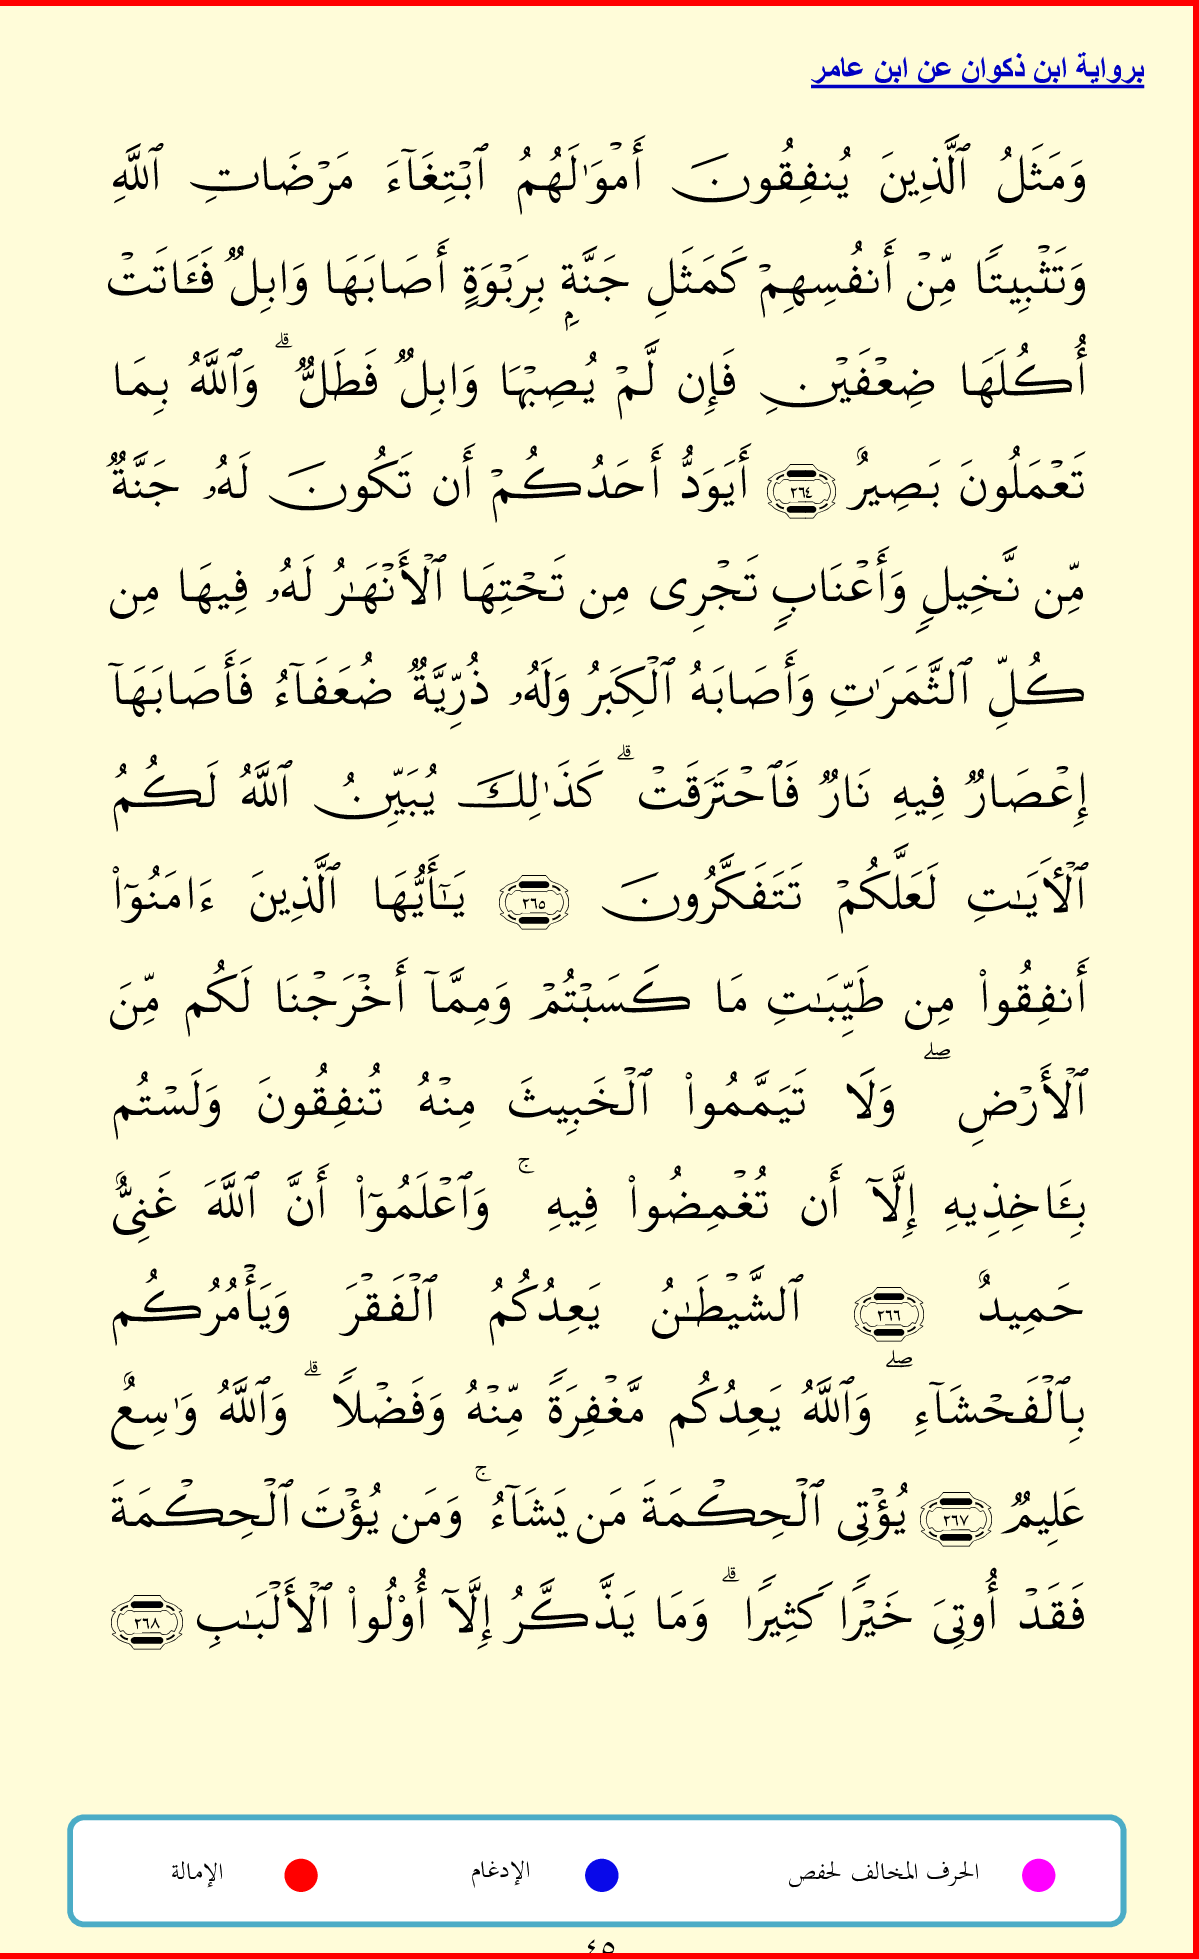 برواية ابن ذكوان عن ابن عامر
وَمَثَلُ ٱلَّذِينَ يُنفِقُونَ أَمْوَٰلَهُمُ ٱبْتِغَآءَ مَرْضَاتِ ٱللَّهِ
وَتَثْبِيتًا مِّنْ أَنفُسِهِمْ كَمَثَلِ جَنَّةٍۭ بِرَبْوَةٍ أَصَابَهَا وَابِلٌ فَـَٔاتَتْ
أُكُلَهَا ضِعْفَيْنِ فَإِن لَّمْ يُصِبْهَا وَابِلٌ فَطَلٌّ ۗ وَٱللَّهُ بِمَا
تَعْمَلُونَ بَصِيرٌ ٢٦٤ أَيَوَدُّ أَحَدُكُمْ أَن تَكُونَ لَهُۥ جَنَّةٌ
مِّن نَّخِيلٍ وَأَعْنَابٍ تَجْرِى مِن تَحْتِهَا ٱلْأَنْهَـٰرُ لَهُۥ فِيهَا مِن
كُلِّ ٱلثَّمَرَٰتِ وَأَصَابَهُ ٱلْكِبَرُ وَلَهُۥ ذُرِّيَّةٌ ضُعَفَآءُ فَأَصَابَهَآ
إِعْصَارٌ فِيهِ نَارٌ فَٱحْتَرَقَتْ ۗ كَذَٰلِكَ يُبَيِّنُ ٱللَّهُ لَكُمُ
ٱلْأَيَـٰتِ لَعَلَّكُمْ تَتَفَكَّرُونَ ٢٦٥ يَـٰٓأَيُّهَا ٱلَّذِينَ ءَامَنُوٓا۟
أَنفِقُوا۟ مِن طَيِّبَـٰتِ مَا كَسَبْتُمْ وَمِمَّآ أَخْرَجْنَا لَكُم مِّنَ
ٱلْأَرْضِ ۖ وَلَا تَيَمَّمُوا۟ ٱلْخَبِيثَ مِنْهُ تُنفِقُونَ وَلَسْتُم
بِـَٔاخِذِيهِ إِلَّآ أَن تُغْمِضُوا۟ فِيهِ ۚ وَٱعْلَمُوٓا۟ أَنَّ ٱللَّهَ غَنِىٌّ
حَمِيدٌ ٢٦٦ ٱلشَّيْطَـٰنُ يَعِدُكُمُ ٱلْفَقْرَ وَيَأْمُرُكُم
بِٱلْفَحْشَآءِ ۖ وَٱللَّهُ يَعِدُكُم مَّغْفِرَةً مِّنْهُ وَفَضْلًا ۗ وَٱللَّهُ وَٰسِعٌ
عَلِيمٌ ٢٦٧ يُؤْتِى ٱلْحِكْمَةَ مَن يَشَآءُ ۚ وَمَن يُؤْتَ ٱلْحِكْمَةَ
فَقَدْ أُوتِىَ خَيْرًا كَثِيرًا ۗ وَمَا يَذَّكَّرُ إِلَّآ أُو۟لُوا۟ ٱلْأَلْبَـٰبِ ٢٦٨
الحرف المخالف لحفص الإدغام الإمالة
٤٥